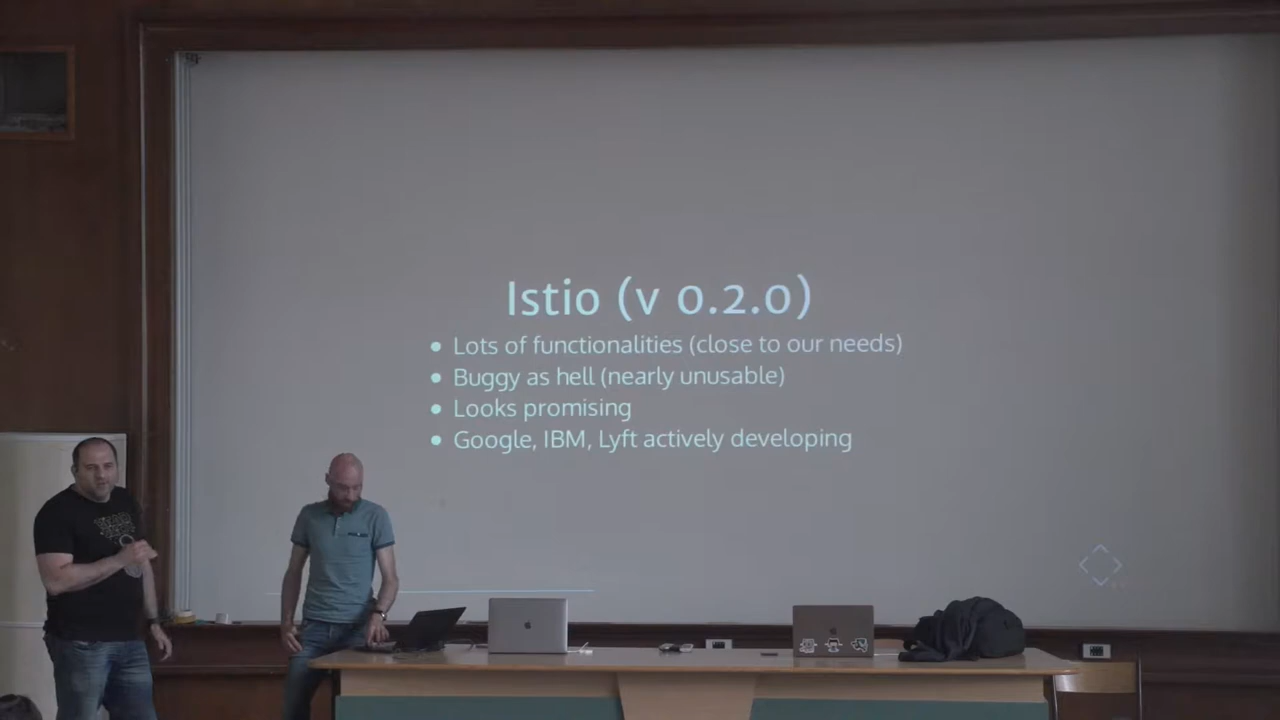 Istio (v 0.2.0)
Lots of functionalities (close to our needs)
Buggy as hell (nearly unusable)
Looks promising
Google, IBM, Lyft actively developing